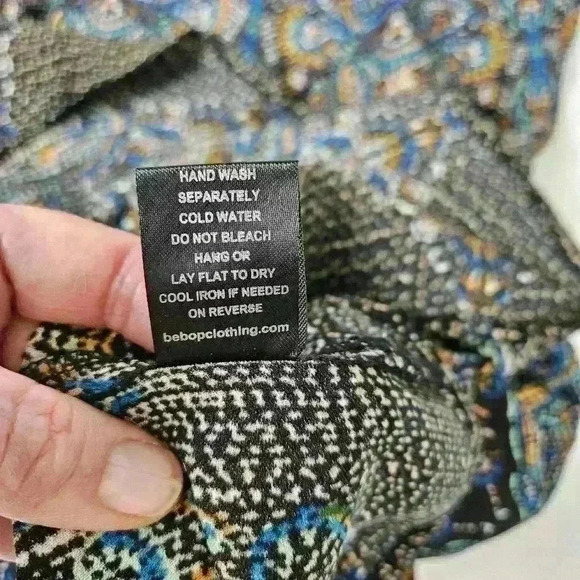 HAND WASH
SEPARATELY
COLD WATER
DO NOT BLEACH
HANG OR
LAY FLAT TO DRY
COOL IRON IF NEEDED
ON REVERSE
bebopclothing.com